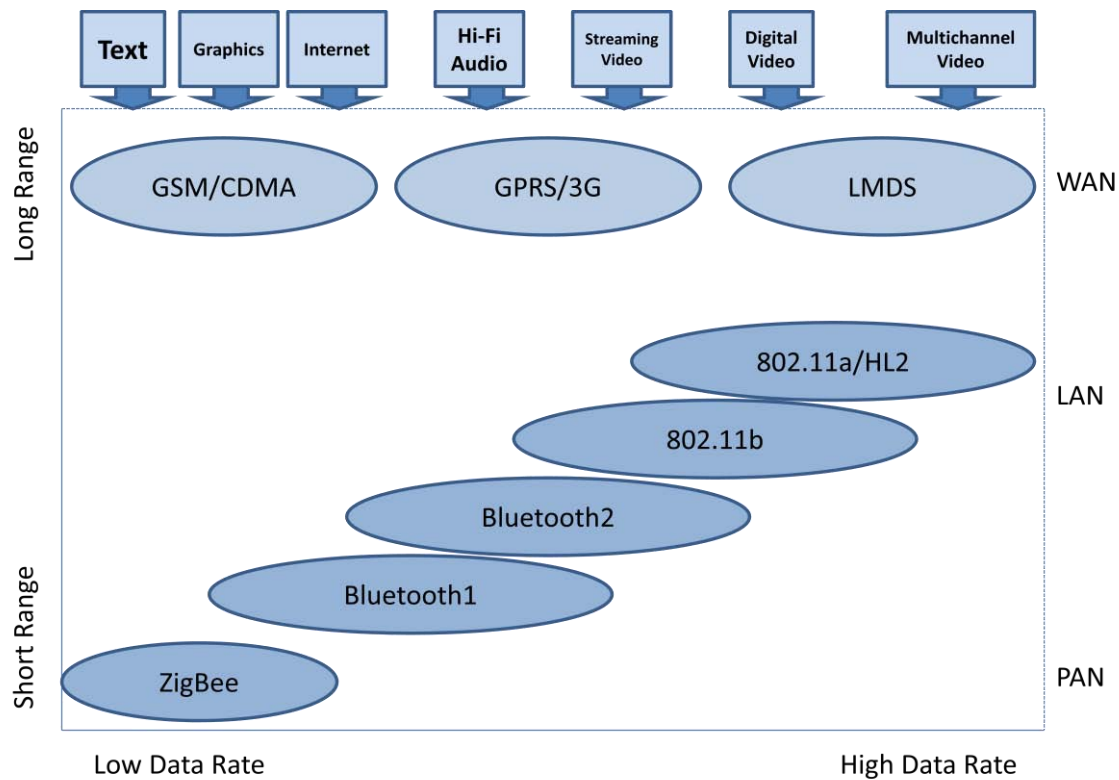 Text
Graphics
Internet
Hi-Fi
Audio
Streaming
Video
Digital
Video
Multichannel
Video
Long Range
GSM/CDMA
GPRS/3G
LMDS
WAN
802.11a/HL2
LAN
802.11b
Bluetooth2
Bluetooth1
Short Range
ZigBee
PAN
Low Data Rate
High Data Rate